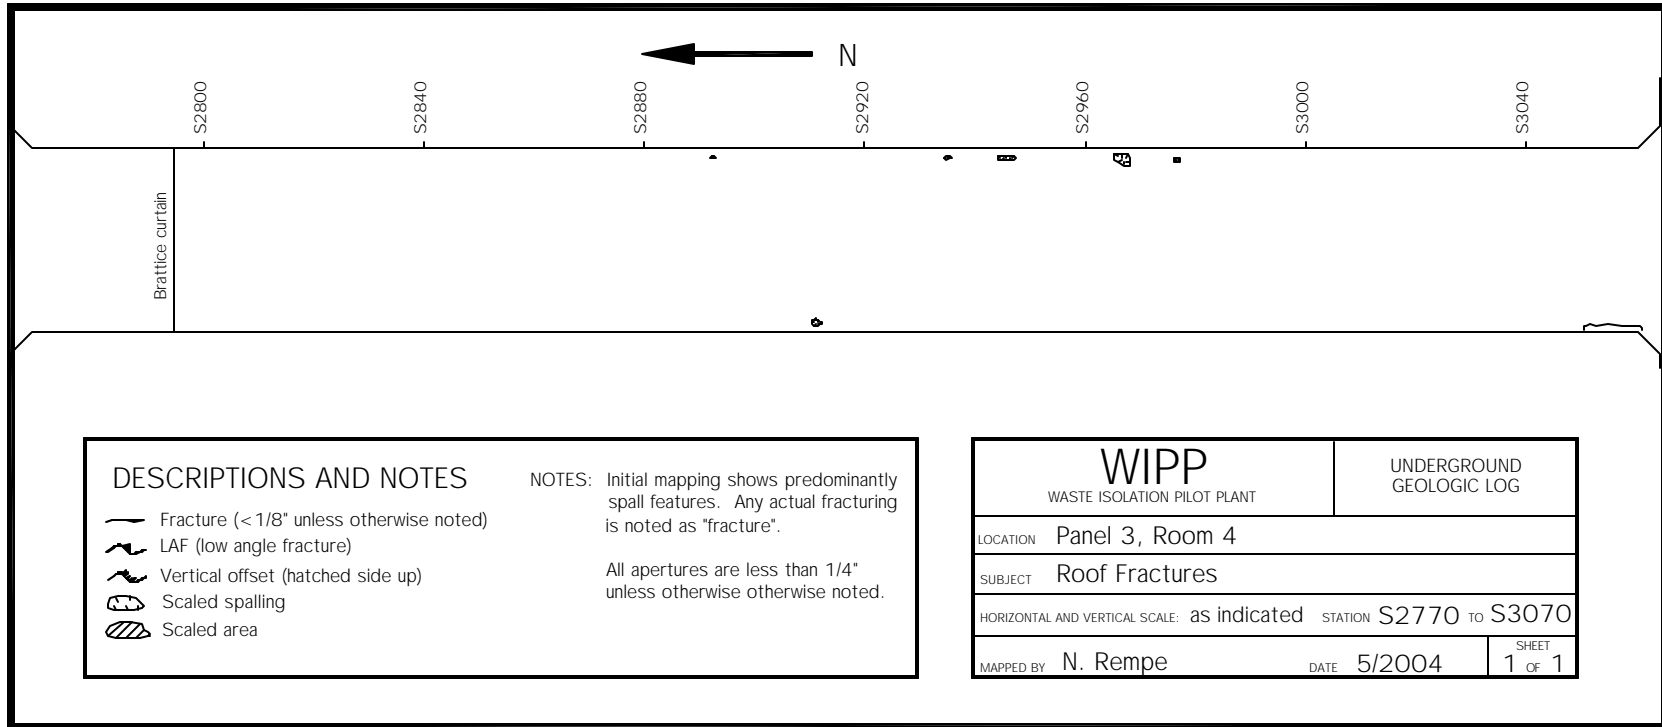 N
S2800
S2840
S2880
S2920
S2960
S3000
S3040
Brattice curtain
DESCRIPTIONS AND NOTES
Fracture (<1/8" unless otherwise noted)
LAF (low angle fracture)
Vertical offset (hatched side up)
Scaled spalling
Scaled area
NOTES: Initial mapping shows predominantly
spall features. Any actual fracturing
is noted as "fracture".
All apertures are less than 1/4"
unless otherwise otherwise noted.
WIPP
WASTE ISOLATION PILOT PLANT
UNDERGROUND
GEOLOGIC LOG
LOCATION Panel 3, Room 4
SUBJECT Roof Fractures
HORIZONTAL AND VERTICAL SCALE: as indicated STATION S2770 TO S3070
MAPPED BY N. Rempe DATE 5/2004
SHEET
1 OF 1